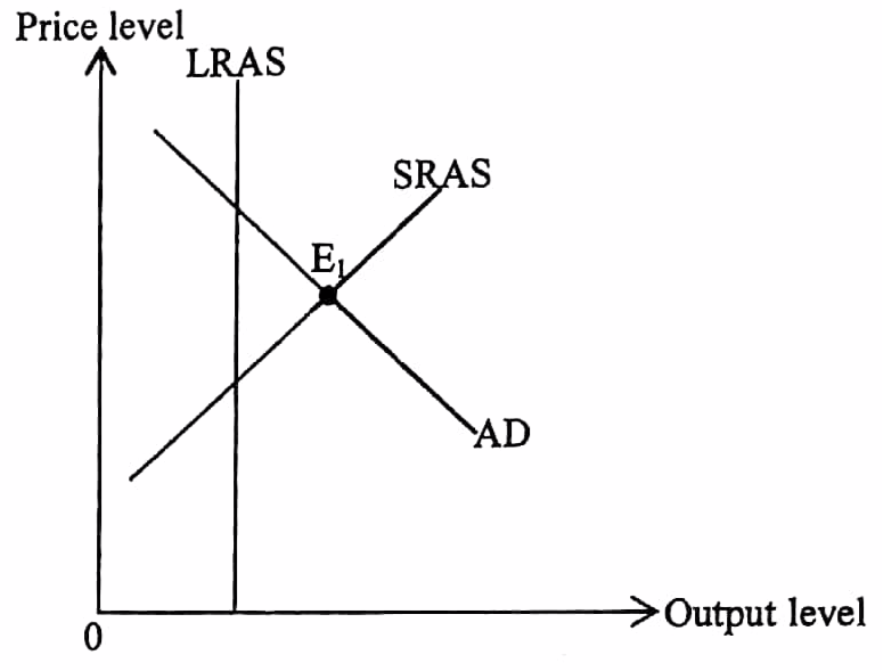 Price level
LRAS
SRAS
E₁
AD
Output level
0